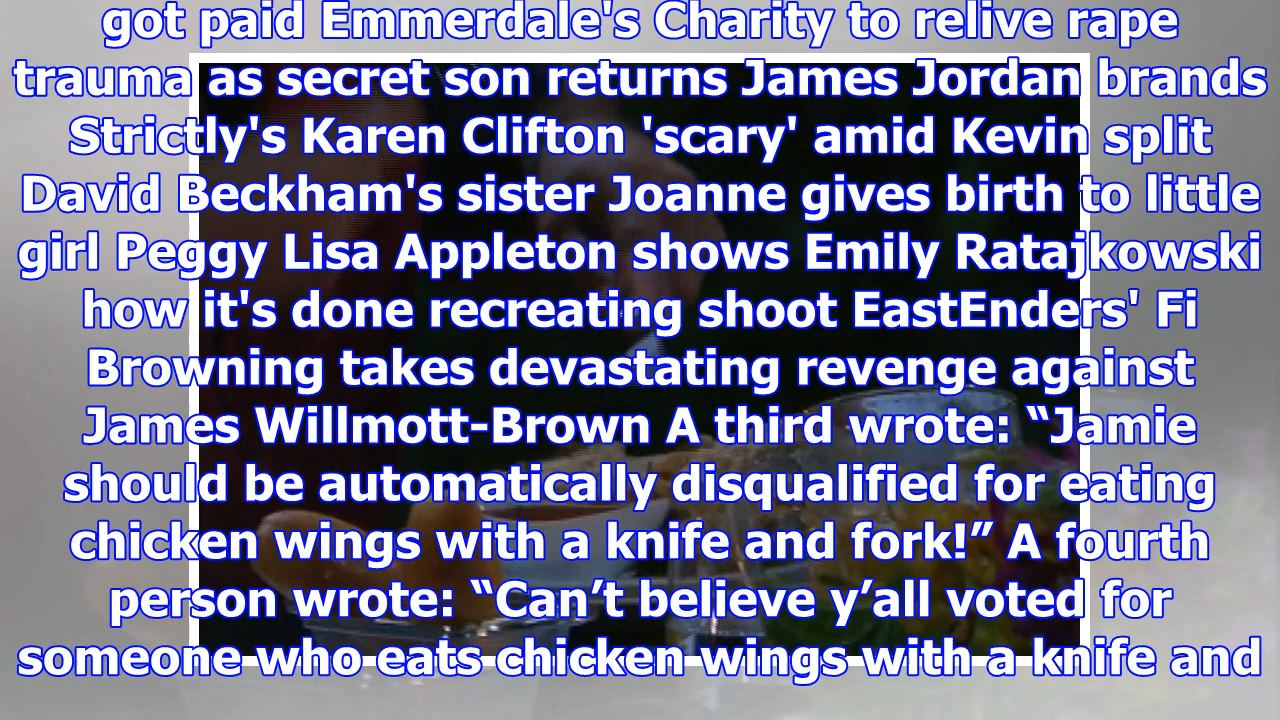 got paid Emmerdale's Charity to relive rape
trauma as secret son returns James Jordan brands
Strictly's Karen Clifton 'scary' amid Kevin split
David Beckham's sister Joanne gives birth to little
girl Peggy Lisa Appleton shows Emily Ratajkowski
how it's done recreating shoot EastEnders' Fi
Browning takes devastating revenge against
James Willmott-Brown A third wrote: “Jamie
should be automatically disqualified for eating
chicken wings with a knife and fork!” A fourth
person wrote: “Can’t believe y’all voted for
someone who eats chicken wings with a knife and